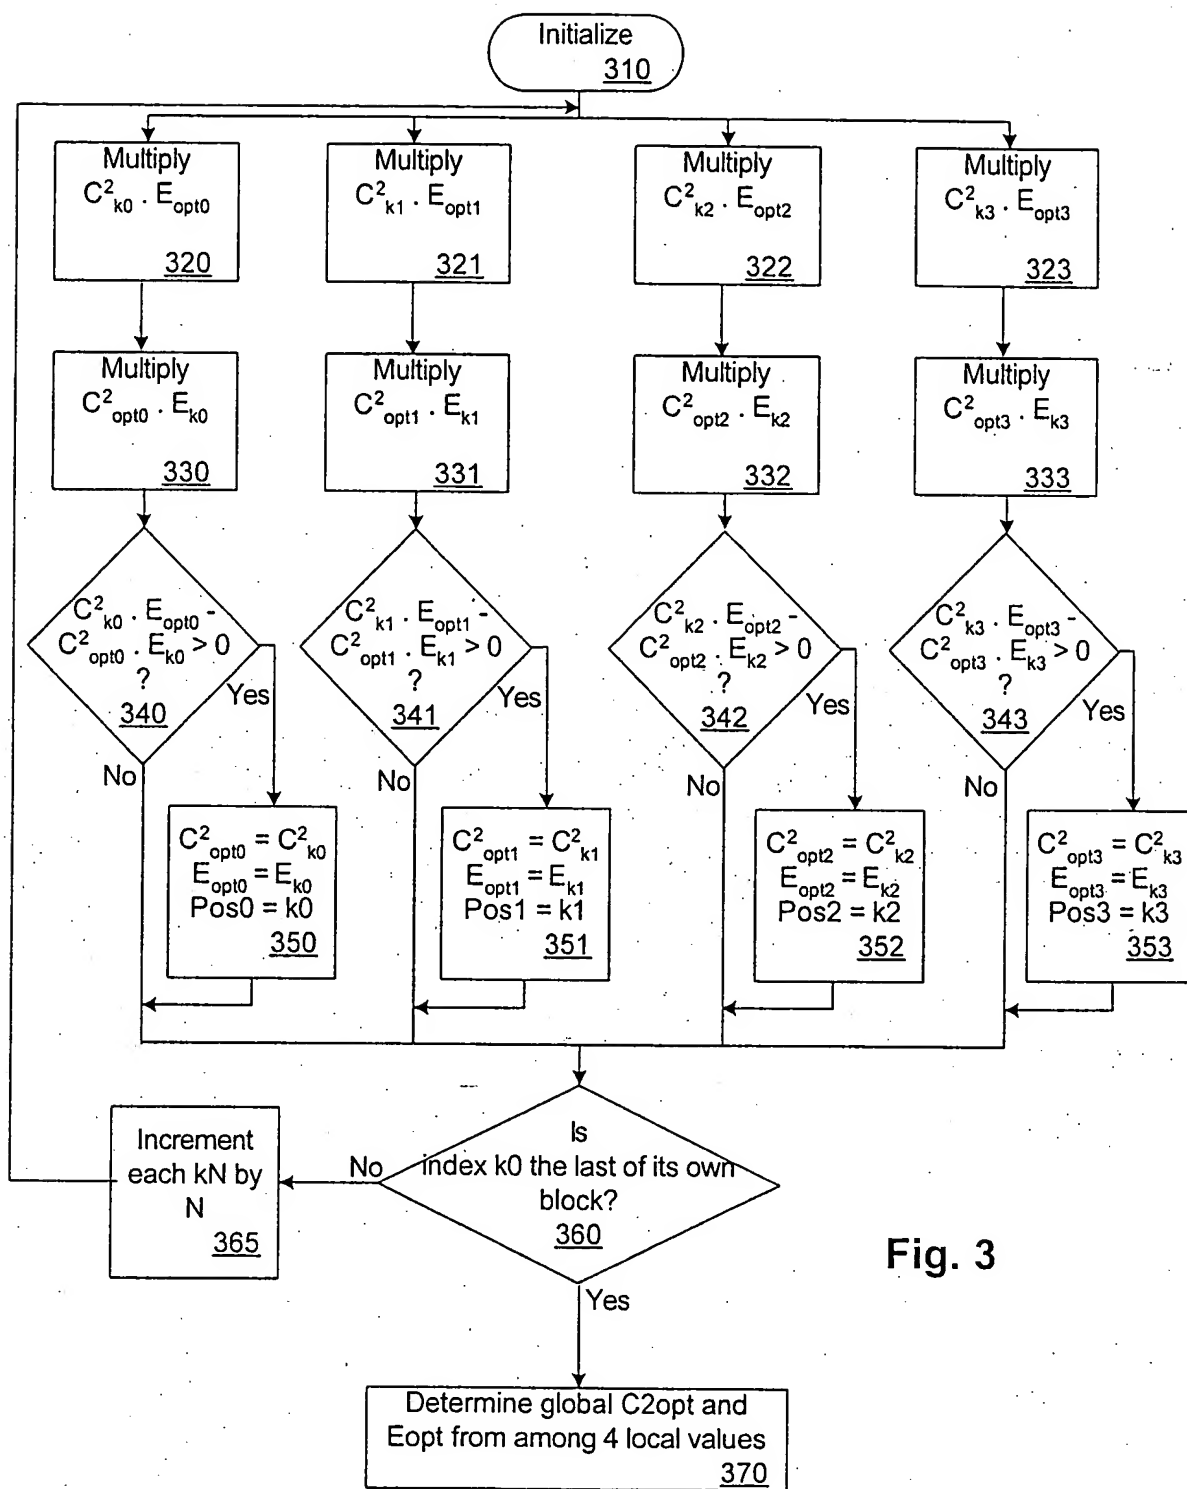 Initialize
310
Multiply
C²k0 . Eopt0
320
Multiply
C²k1 . Eopt1
321
Multiply
C²k2 . Eopt2
322
Multiply
C²k3 . Eopt3
323
Multiply
C²opt0 . Ek0
330
Multiply
C²opt1 . Ek1
331
Multiply
C²opt2 . Ek2
332
Multiply
C²opt3 . Ek3
333
C²k0 . Eopt0 -
C²opt0 . Ek0 > 0
?
340
Yes
No
C²k1 . Eopt1 -
C²opt1 . Ek1 > 0
?
341
Yes
No
C²k2 . Eopt2 -
C²opt2 . Ek2 > 0
?
342
Yes
No
C²k3 . Eopt3 -
C²opt3 . Ek3 > 0
?
343
Yes
No
C²opt0 = C²k0
Eopt0 = Ek0
Pos0 = k0
350
C²opt1 = C²k1
Eopt1 = Ek1
Pos1 = k1
351
C²opt2 = C²k2
Eopt2 = Ek2
Pos2 = k2
352
C²opt3 = C²k3
Eopt3 = Ek3
Pos3 = k3
353
Increment
each kN by
N
365
No
Is
index k0 the last of its own
block?
360
Yes
Fig. 3
Determine global C2opt and
Eopt from among 4 local values
370